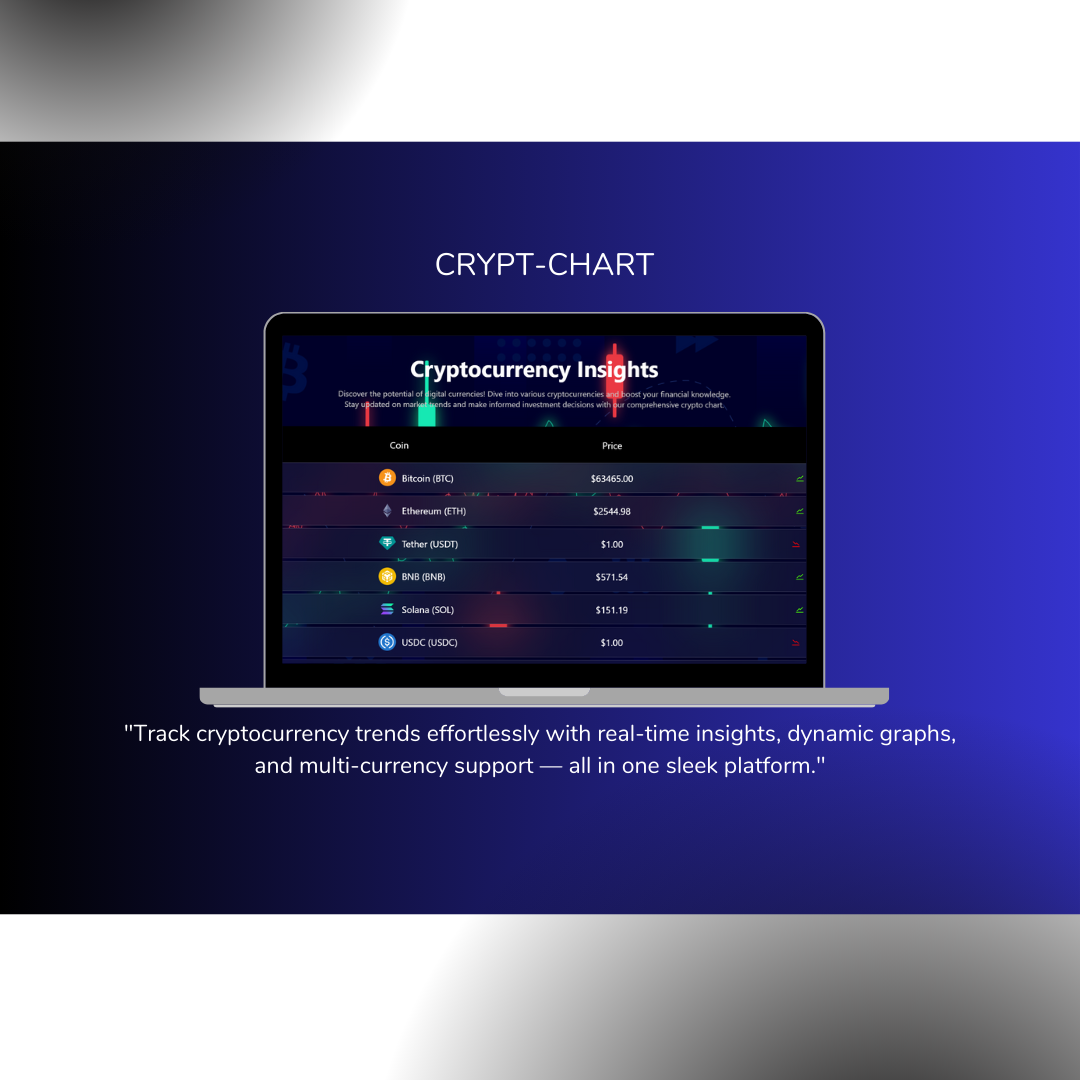 CRYPT-CHART
Cryptocurrency Insights
Discover the potential of digital currencies! Dive into various cryptocurrencies and boost your financial knowledge.
Stay updated on market trends and make informed investment decisions with our comprehensive crypto chart.
Coin Price
Bitcoin (BTC) $63465.00
Ethereum (ETH) $2544.98
Tether (USDT) $1.00
BNB (BNB) $571.54
Solana (SOL) $151.19
USDC (USDC) $1.00
"Track cryptocurrency trends effortlessly with real-time insights, dynamic graphs,
and multi-currency support — all in one sleek platform."